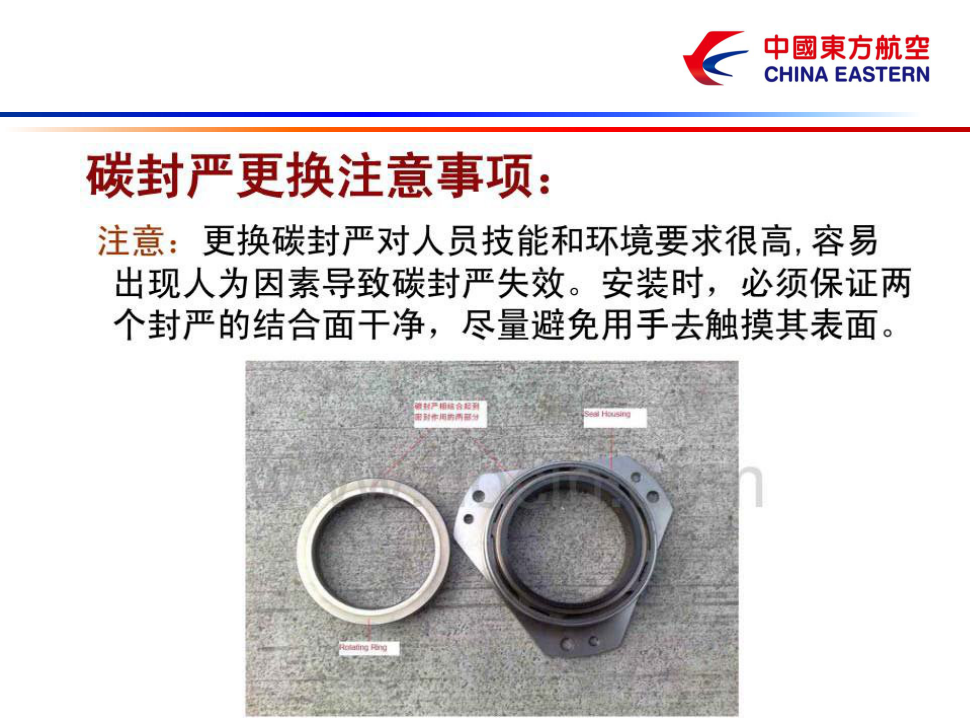 中國東方航空
CHINA EASTERN
碳封严更换注意事项：
注意：更换碳封严对人员技能和环境要求很高,容易
出现人为因素导致碳封严失效。安装时，必须保证两
个封严的结合面干净，尽量避免用手去触摸其表面。
碳封严相结合起到
密封作用的两部分
Seal Housing
Rotating Ring